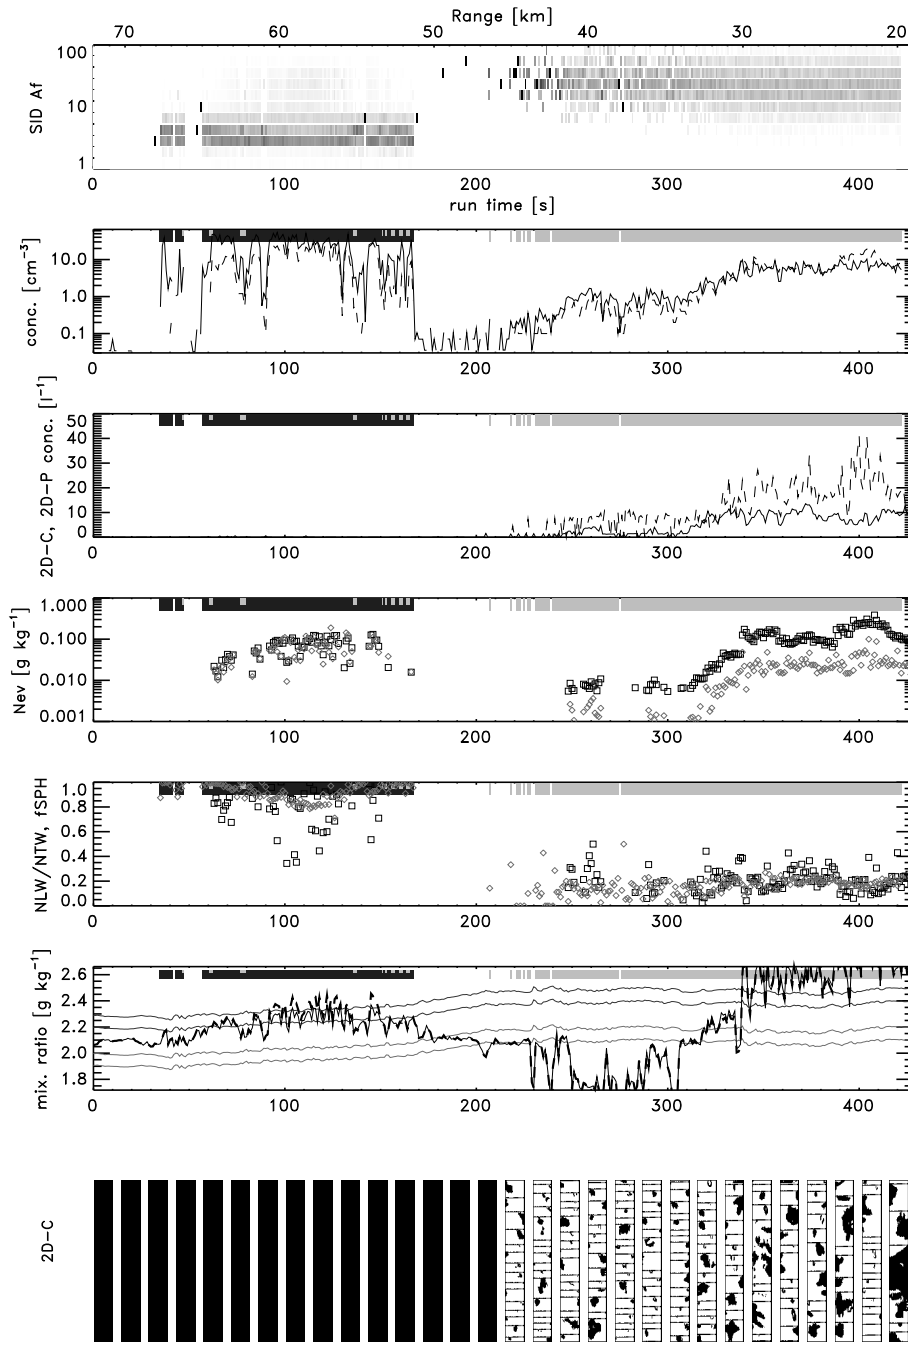 Range [km]
70 60 50 40 30 20
SID Af
100
10
1
0 100 200 300 400
run time [s]
conc. [cm⁻³]
10.0
1.0
0.1
0 100 200 300 400
2D-C, 2D-P conc. [l⁻¹]
50
40
30
20
10
0
0 100 200 300 400
Nev [g kg⁻¹]
1.000
0.100
0.010
0.001
0 100 200 300 400
NLW/NTW, fSPH
1.0
0.8
0.6
0.4
0.2
0.0
0 100 200 300 400
mix. ratio [g kg⁻¹]
2.6
2.4
2.2
2.0
1.8
0 100 200 300 400
2D-C